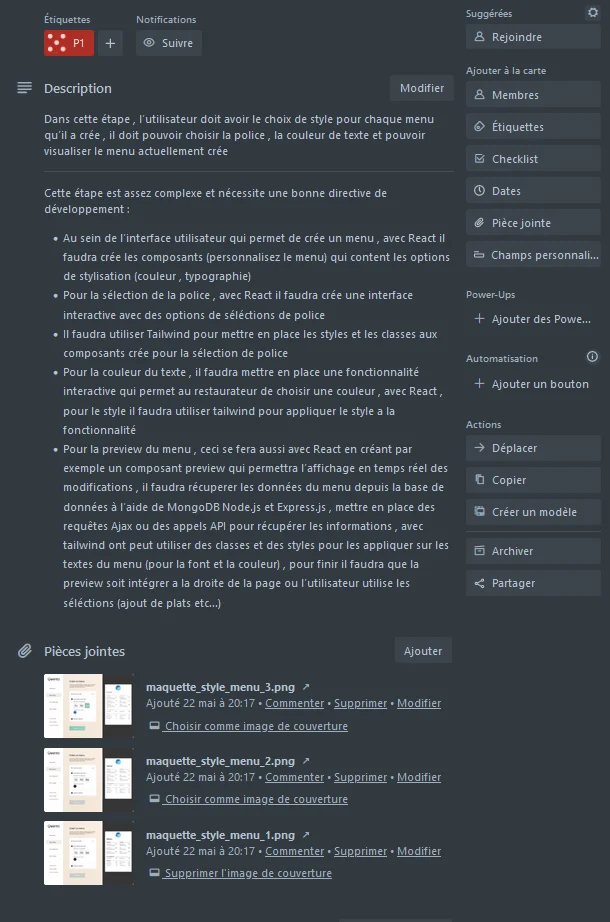 Étiquettes
Notifications
P1
Suivre
Description
Modifier
Dans cette étape , l'utilisateur doit avoir le choix de style pour chaque menu
qu'il a crée , il doit pouvoir choisir la police , la couleur de texte et pouvoir
visualiser le menu actuellement crée
Cette étape est assez complexe et nécessite une bonne directive de
développement :
• Au sein de l'interface utilisateur qui permet de crée un menu , avec React il
faudra crée les composants (personnalisez le menu) qui content les options
de stylisation (couleur , typographie)
• Pour la sélection de la police , avec React il faudra crée une interface
interactive avec des options de séléctions de police
• Il faudra utiliser Tailwind pour mettre en place les styles et les classes aux
composants crée pour la sélection de police
• Pour la couleur du texte , il faudra mettre en place une fonctionnalité
interactive qui permet au restaurateur de choisir une couleur , avec React ,
pour le style il faudra utiliser tailwind pour appliquer le style a la
fonctionnalité
• Pour la preview du menu , ceci se fera aussi avec React en créant par
exemple un composant preview qui permettra l'affichage en temps réel des
modifications , il faudra récuperer les données du menu depuis la base de
données à l'aide de MongoDB Node.js et Express.js , mettre en place des
requêtes Ajax ou des appels API pour récupérer les informations , avec
tailwind ont peut utiliser des classes et des styles pour les appliquer sur les
textes du menu (pour la font et la couleur) , pour finir il faudra que la
preview soit intégrer a la droite de la page ou l'utilisateur utilise les
séléctions (ajout de plats etc...)
Pièces jointes
Ajouter
maquette_style_menu_3.png ↗
Ajouté 22 mai à 20:17 • Commenter • Supprimer • Modifier
Choisir comme image de couverture
maquette_style_menu_2.png ↗
Ajouté 22 mai à 20:17 • Commenter • Supprimer • Modifier
Choisir comme image de couverture
maquette_style_menu_1.png ↗
Ajouté 22 mai à 20:17 • Commenter • Supprimer • Modifier
Supprimer l'image de couverture
Suggérées
Rejoindre
Ajouter à la carte
Membres
Étiquettes
Checklist
Dates
Pièce jointe
Champs personnali...
Power-Ups
+ Ajouter des Powe...
Automatisation
+ Ajouter un bouton
Actions
Déplacer
Copier
Créer un modèle
Archiver
Partager